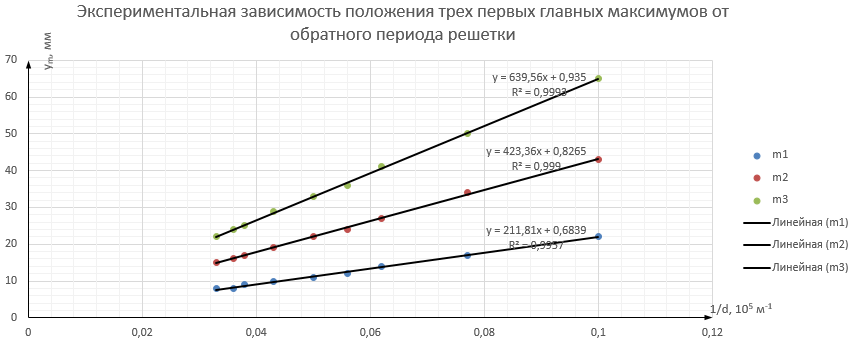 Экспериментальная зависимость положения трех первых главных максимумов от
обратного периода решетки
yₘ, мм
70
60
50
40
30
20
10
0
y = 639,56x + 0,935
R² = 0,9993
y = 423,36x + 0,8265
R² = 0,999
y = 211,81x + 0,6839
R² = 0,9957
m1
m2
m3
Линейная (m1)
Линейная (m2)
Линейная (m3)
1/d, 10⁵ м⁻¹
0
0,02
0,04
0,06
0,08
0,1
0,12